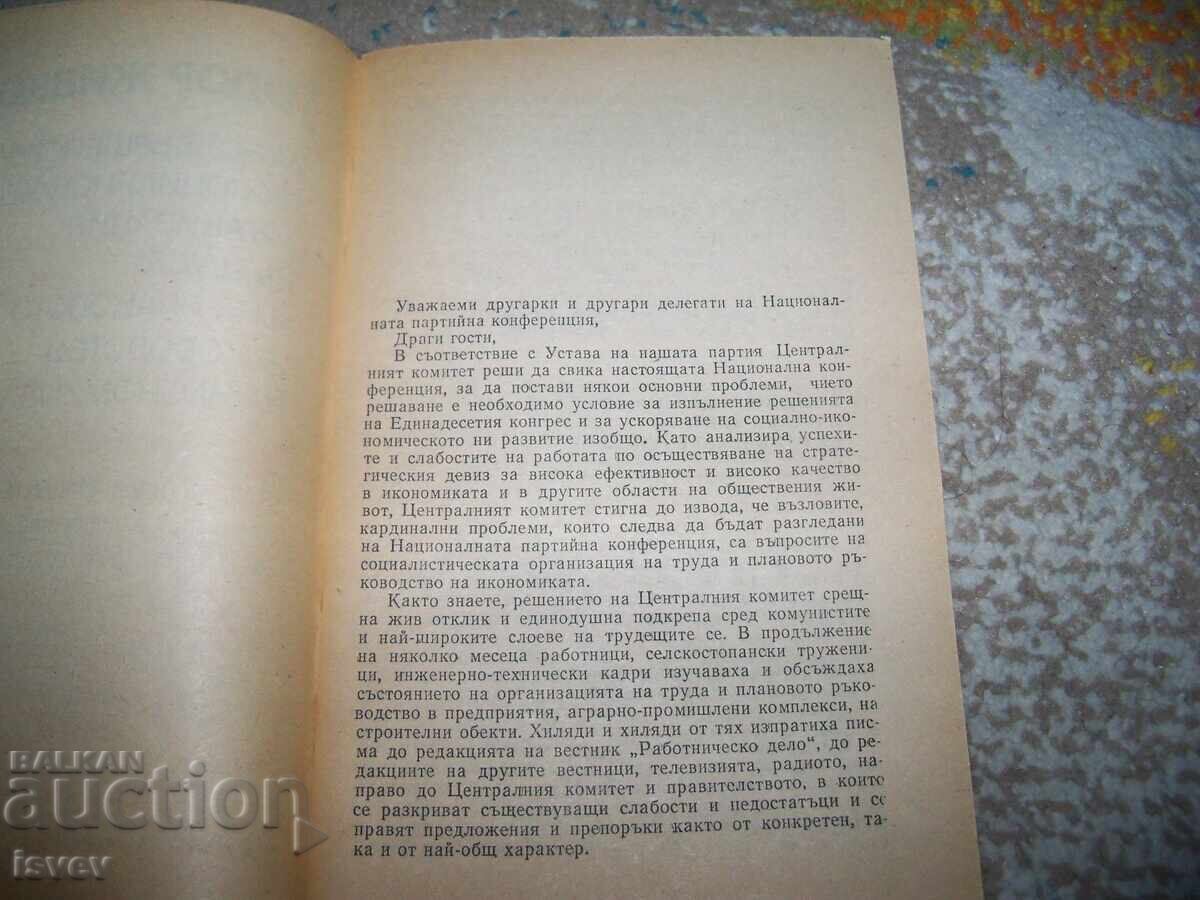 Уважаеми другарки и другари делегати на Национал-
ната партийна конференция,
Драги гости,
В съответствие с Устава на нашата партия Централ-
ният комитет реши да свика настоящата Национална кон-
ференция, за да постави някои основни проблеми, чието
решаване е необходимо условие за изпълнение решенията
на Единадесетия конгрес и за ускоряване на социално-ико-
номическото ни развитие изобщо. Като анализира успехи-
те и слабостите на работата по осъществяване на страте-
гическия девиз за висока ефективност и високо качество
в икономиката и в другите области на обществения жи-
вот, Централният комитет стигна до извода, че възловите,
кардинални проблеми, които следва да бъдат разгледани
на Националната партийна конференция, са въпросите на
социалистическата организация на труда и плановото ръ-
ководство на икономиката.
Както знаете, решението на Централния комитет срещ-
на жив отклик и единодушна подкрепа сред комунистите
и най-широките слоеве на трудещите се. В продължение
на няколко месеца работници, селскостопански тружени-
ци, инженерно-технически кадри изучаваха и обсъждаха
състоянието на организацията на труда и плановото ръко-
водство в предприятия, аграрно-промишлени комплекси, на
строителни обекти. Хиляди и хиляди от тях изпратиха пис-
ма до редакцията на вестник „Работническо дело“, до ре-
дакциите на другите вестници, телевизията, радиото, на-
право до Централния комитет и правителството, в които
се разкриват съществуващи слабости и недостатъци и се
правят предложения и препоръки както от конкретен, та-
ка и от най-общ характер.
BALKAN
auction
isvev